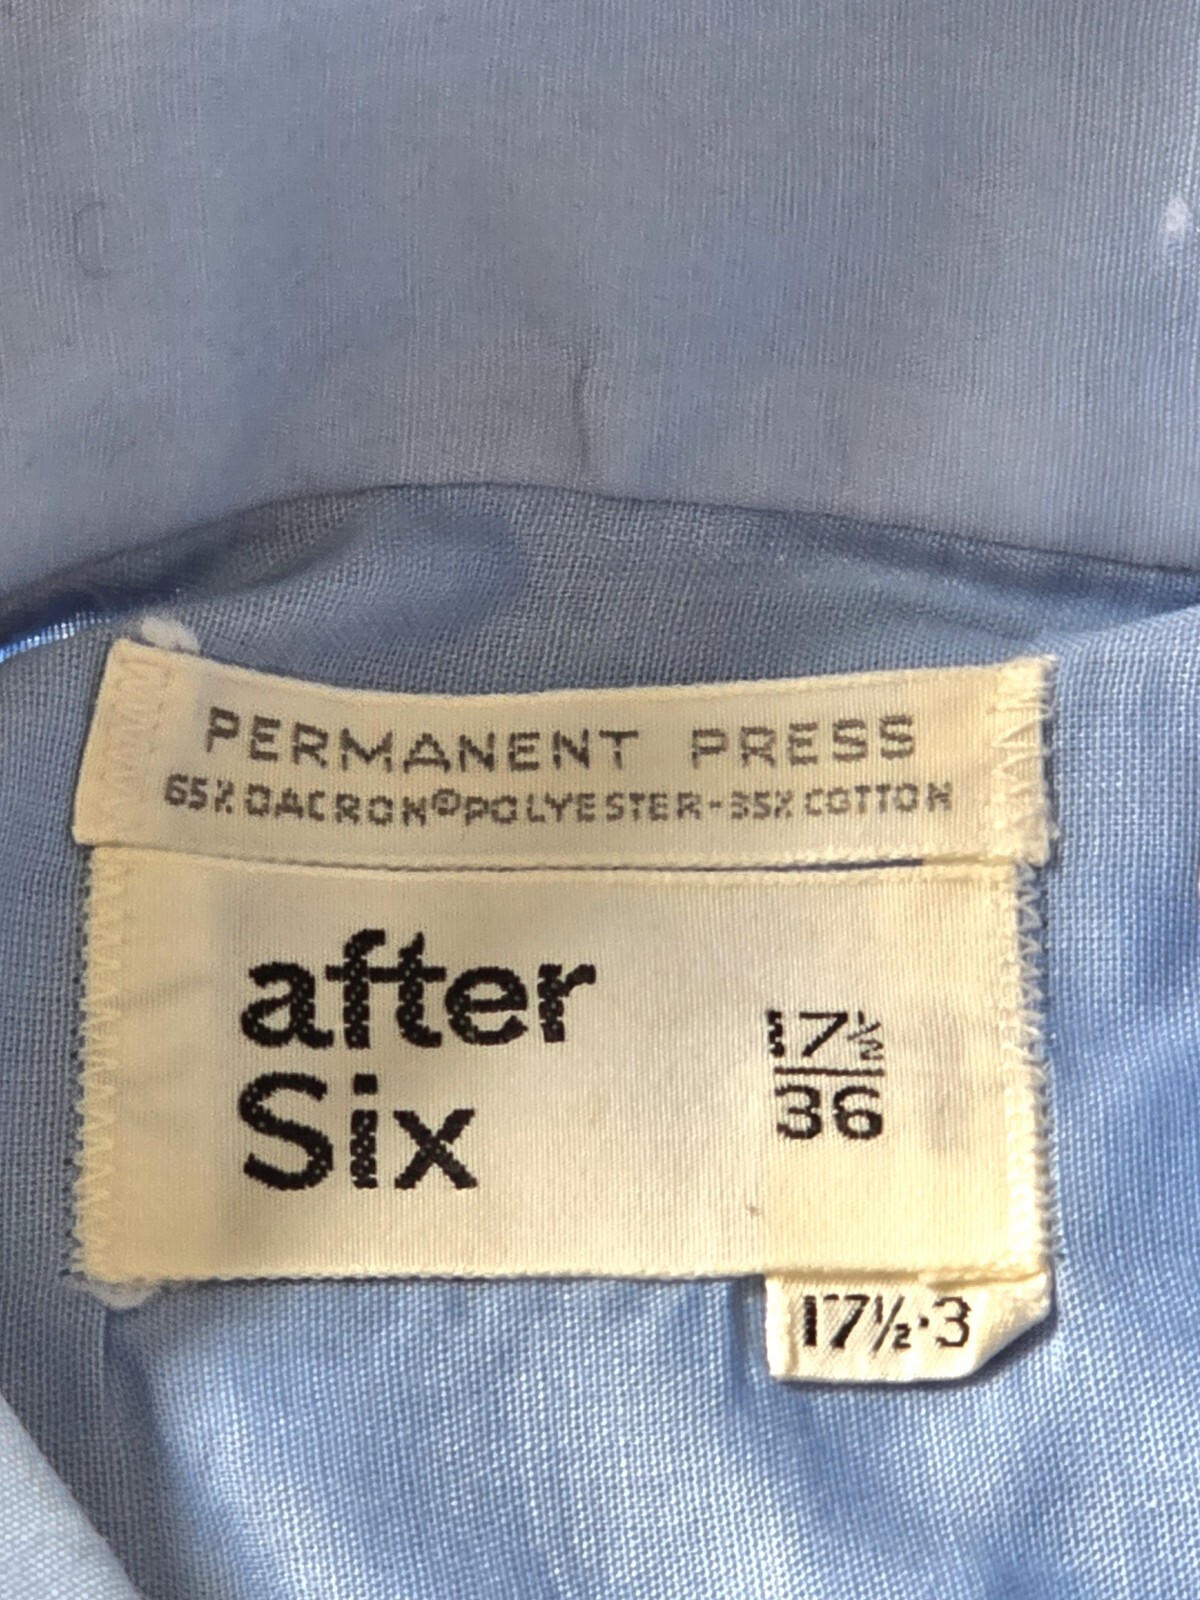 PERMANENT PRESS
65% DACRON® POLYESTER-35% COTTON
after
Six
17½
36
17½·3